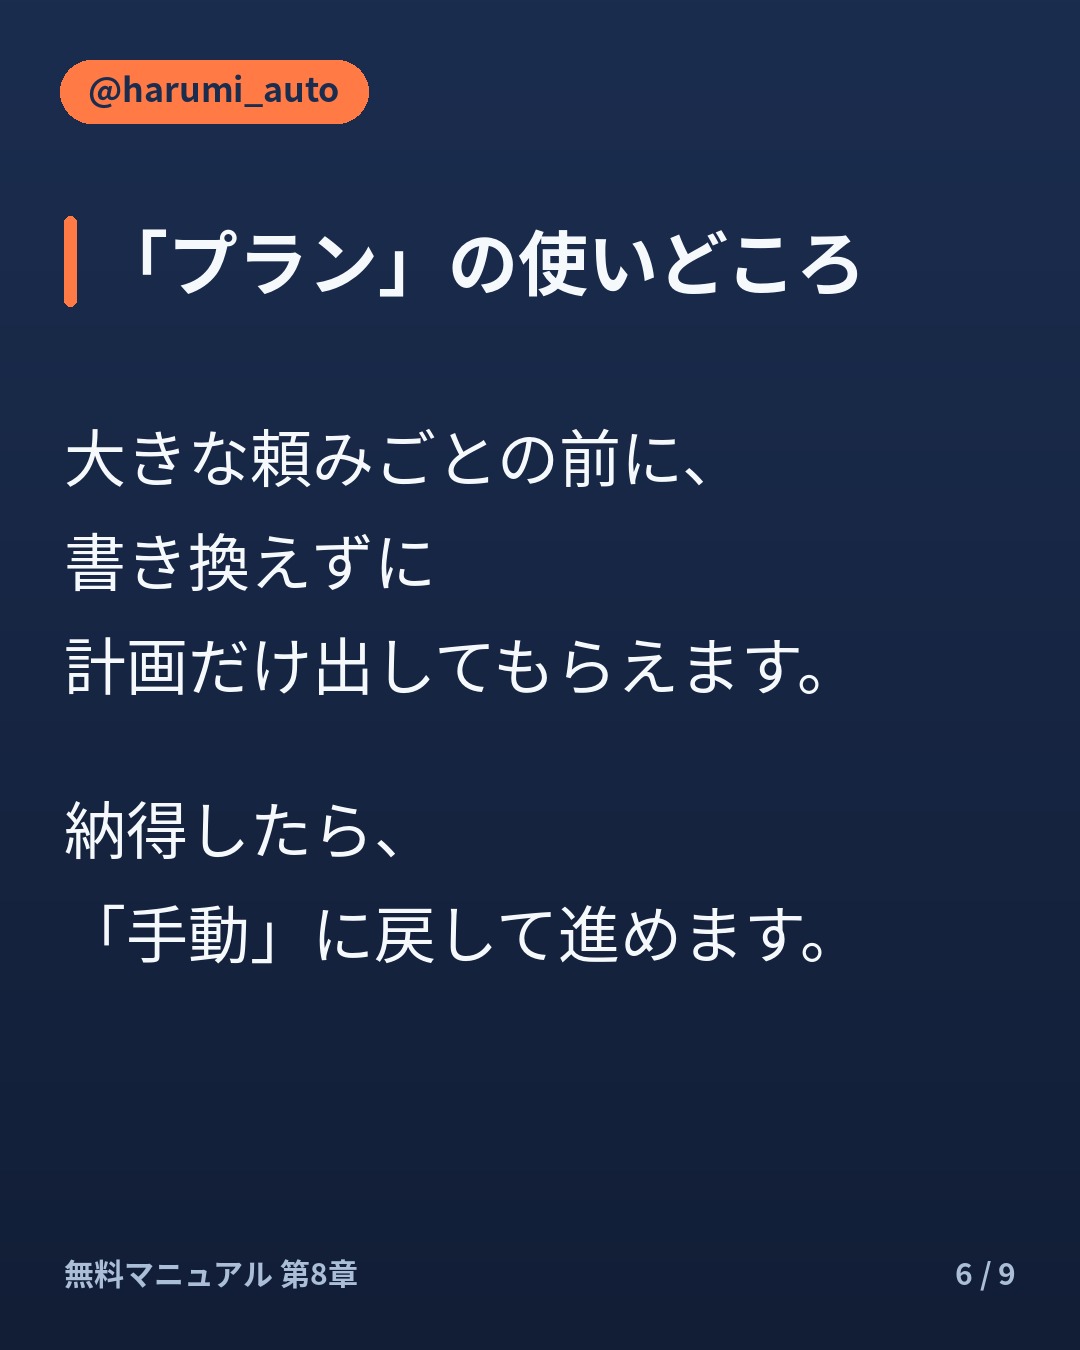 @harumi_auto
「プラン」の使いどころ
大きな頼みごとの前に、
書き換えずに
計画だけ出してもらえます。
納得したら、
「手動」に戻して進めます。
無料マニュアル 第8章
6 / 9